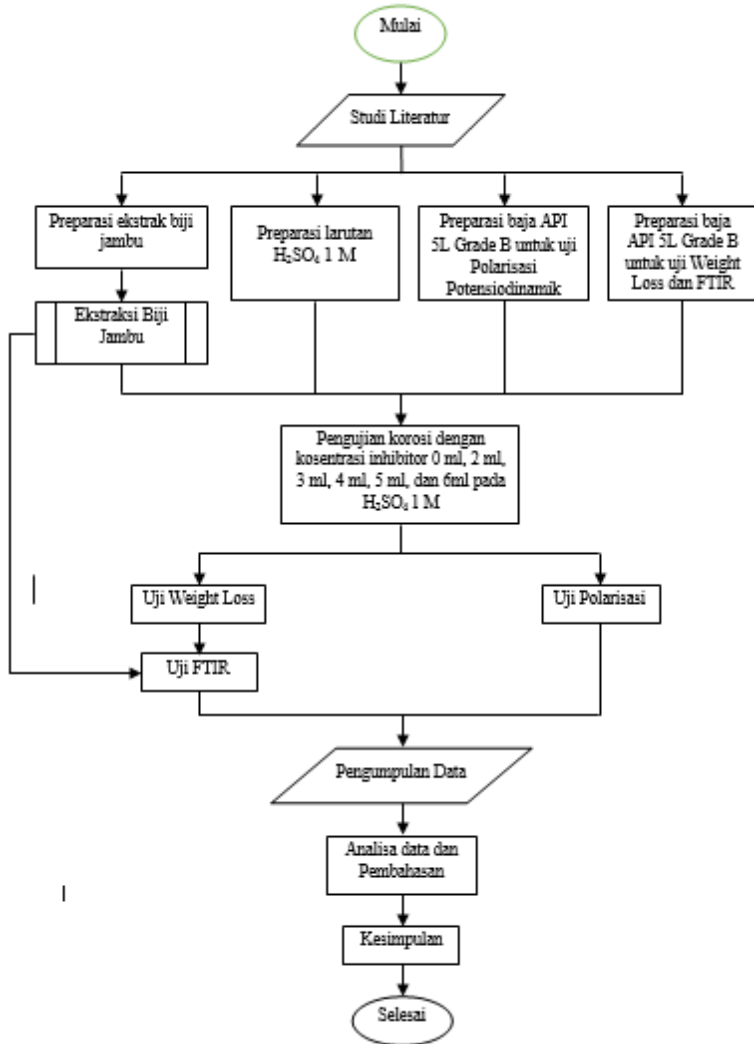 Mulai
Studi Literatur
Preparasi ekstrak biji
jambu
Preparasi larutan
H₂SO₄ 1 M
Preparasi baja API
5L Grade B untuk uji
Polarisasi
Potensiodinamik
Preparasi baja
API 5L Grade B
untuk uji Weight
Loss dan FTIR
Ekstraksi Biji
Jambu
Pengujian korosi dengan
kosentrasi inhibitor 0 ml, 2 ml,
3 ml, 4 ml, 5 ml, dan 6ml pada
H₂SO₄ 1 M
Uji Weight Loss
Uji Polarisasi
Uji FTIR
Pengumpulan Data
Analisa data dan
Pembahasan
Kesimpulan
Selesai